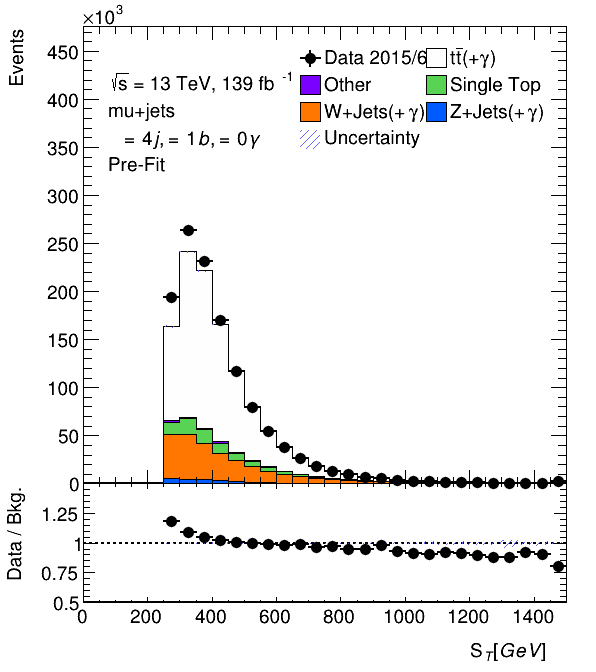 ×10³
Events
450
400
350
300
250
200
150
100
50
0
√s = 13 TeV, 139 fb⁻¹
mu+jets
= 4j, = 1b, = 0γ
Pre-Fit
Data 2015/6
tt̄(+γ)
Other
Single Top
W+Jets(+γ)
Z+Jets(+γ)
Uncertainty
Data / Bkg.
1.25
1
0.75
0.5
0 200 400 600 800 1000 1200 1400
S_T[GeV]